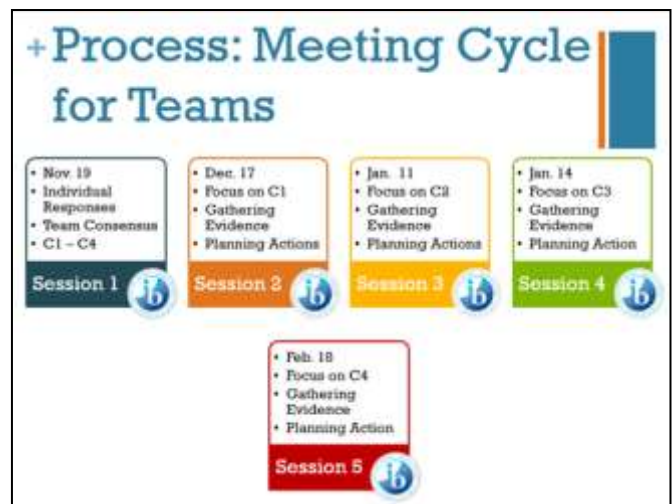 +Process: Meeting Cycle
for Teams
• Nov. 19
• Individual
Responses
• Team Consensus
• C1 – C4
Session 1
ib
• Dec. 17
• Focus on C1
• Gathering
Evidence
• Planning Actions
Session 2
ib
• Jan. 11
• Focus on C2
• Gathering
Evidence
• Planning Actions
Session 3
ib
• Jan. 14
• Focus on C3
• Gathering
Evidence
• Planning Action
Session 4
ib
• Feb. 18
• Focus on C4
• Gathering
Evidence
• Planning Action
Session 5
ib